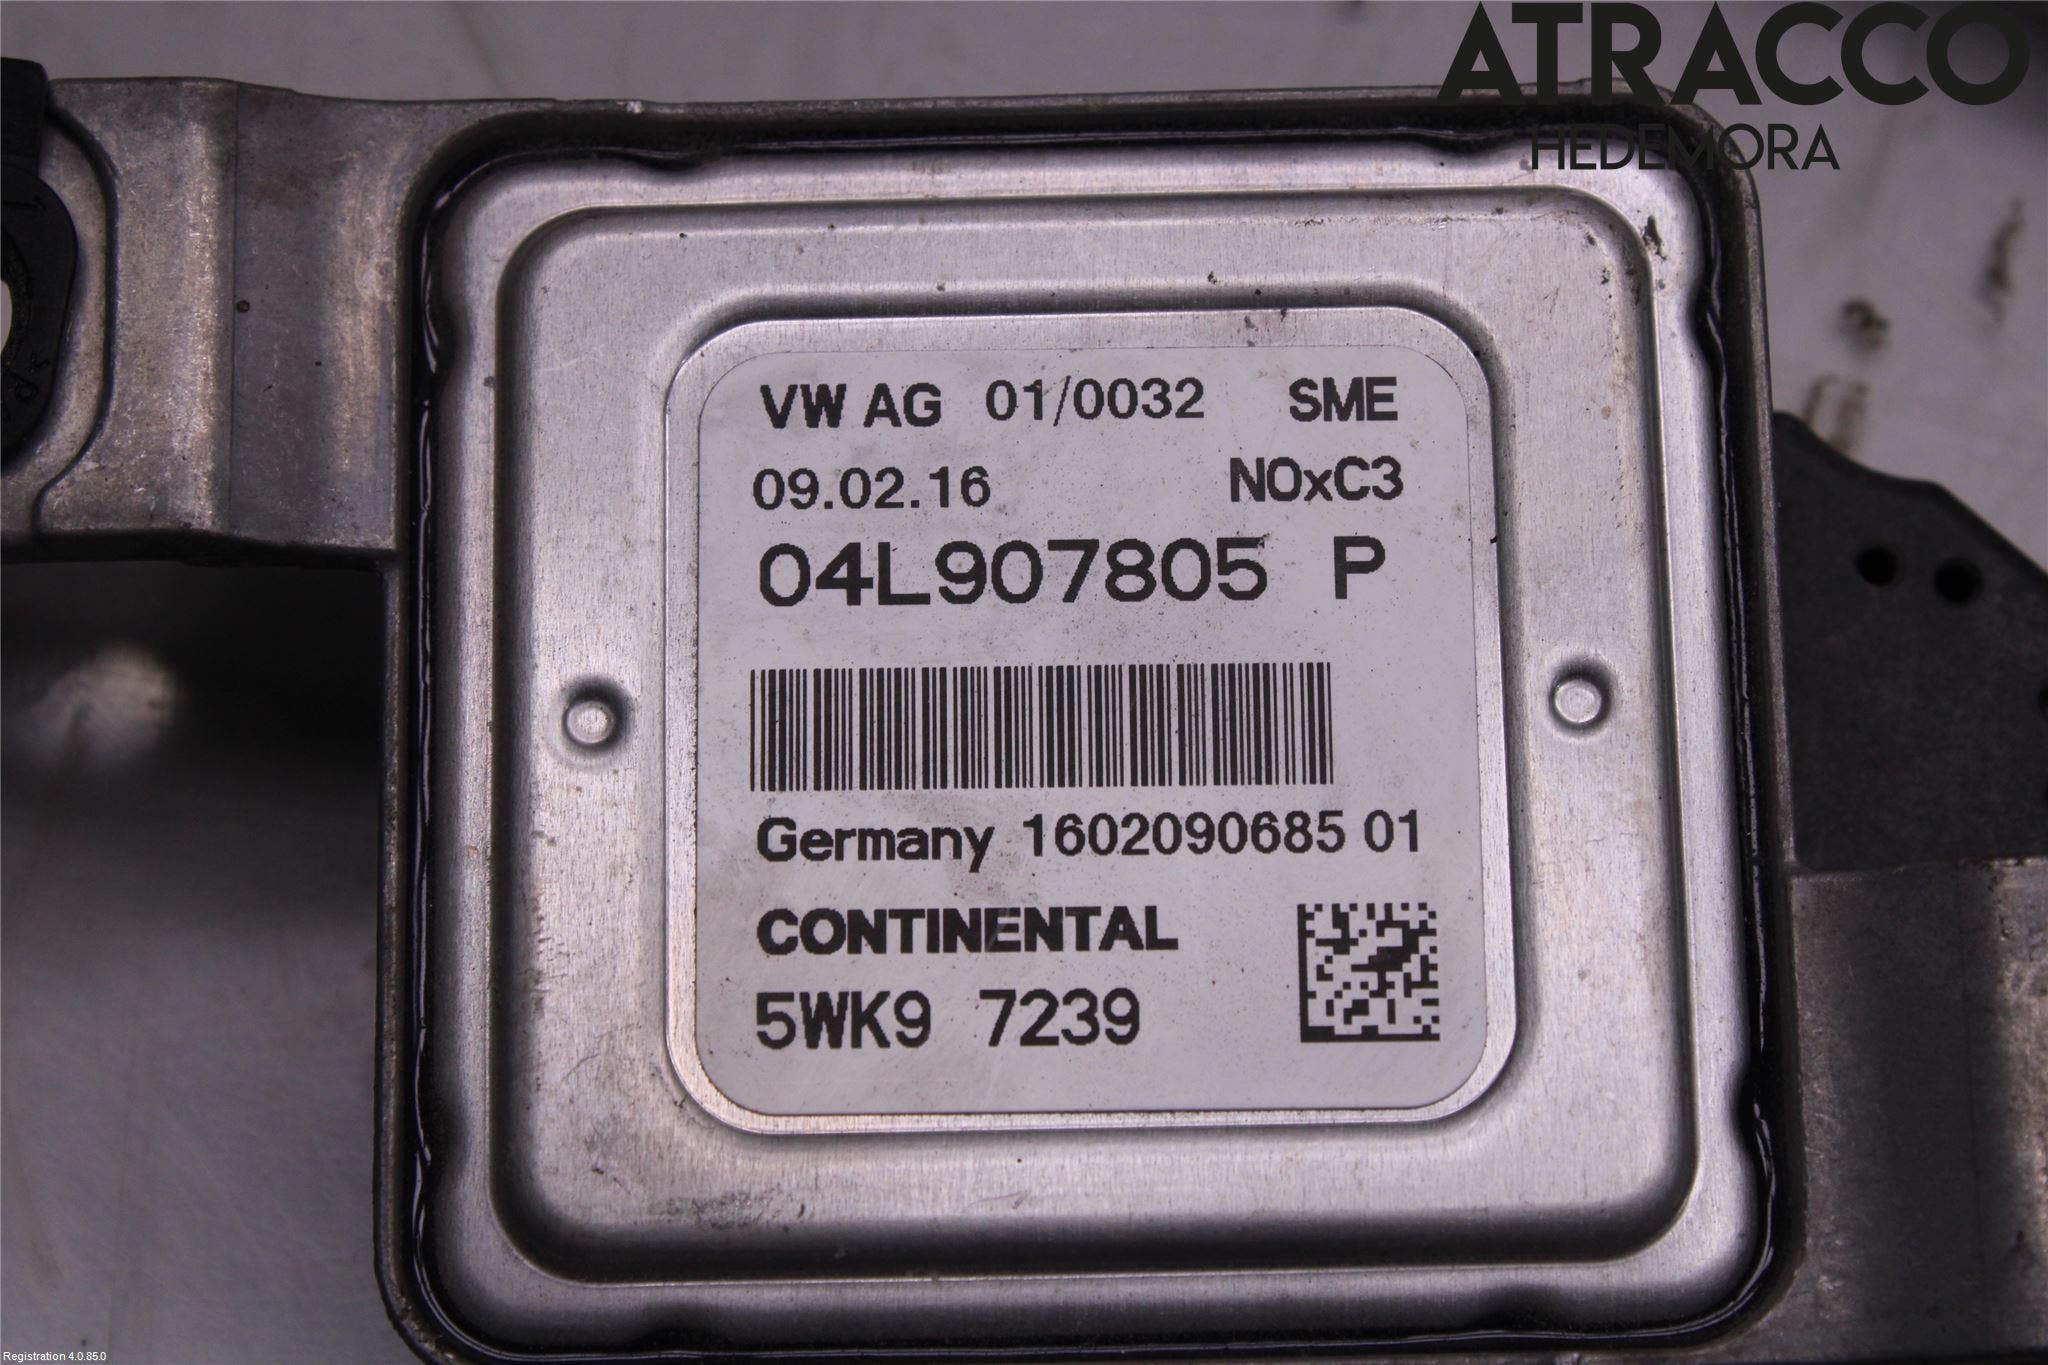 ATRACCO
HEDEMORA
VW AG 01/0032 SME
09.02.16 NOxC3
04L907805 P
Germany 1602090685 01
CONTINENTAL
5WK9 7239
Registration 4.0.85.0